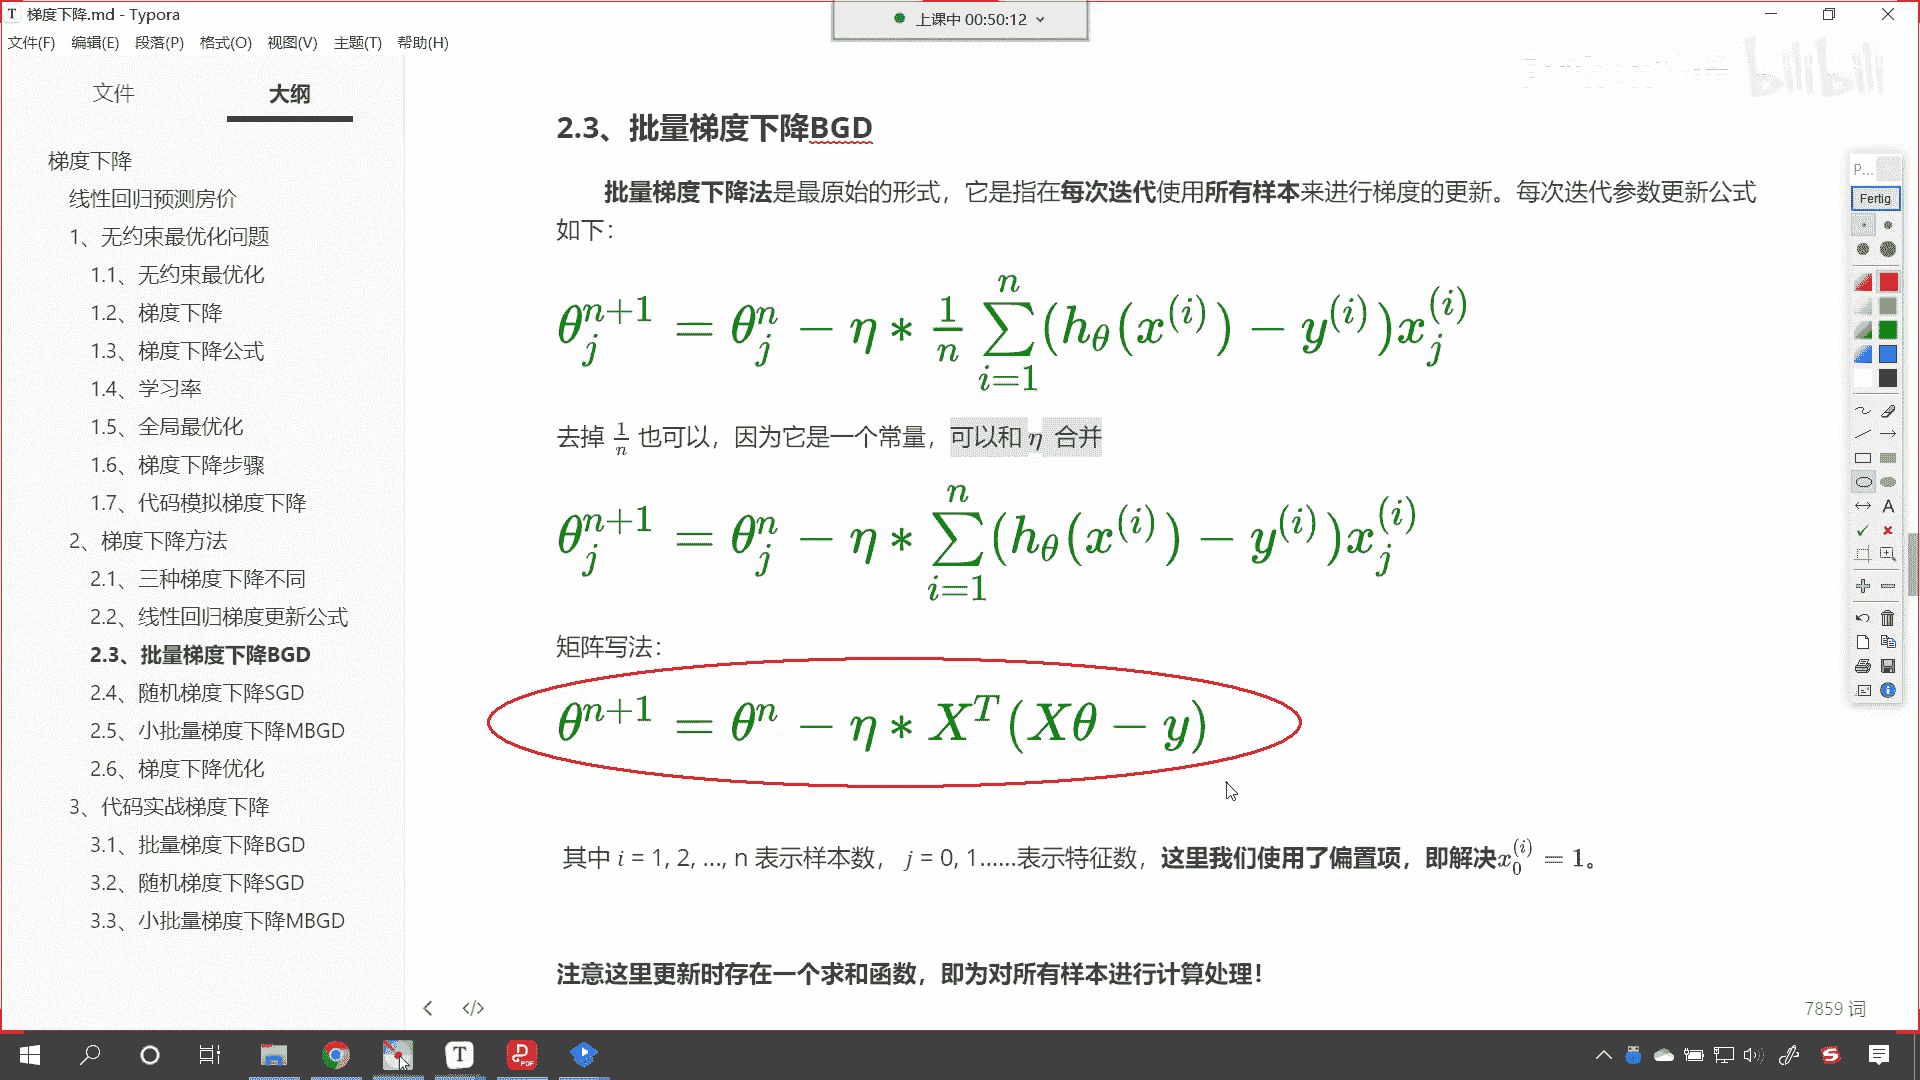 梯度下降.md - Typora
上课中 00:50:12
文件(F) 编辑(E) 段落(P) 格式(O) 视图(V) 主题(T) 帮助(H)
bilibili
文件 大纲
梯度下降
线性回归预测房价
1、无约束最优化问题
1.1、无约束最优化
1.2、梯度下降
1.3、梯度下降公式
1.4、学习率
1.5、全局最优化
1.6、梯度下降步骤
1.7、代码模拟梯度下降
2、梯度下降方法
2.1、三种梯度下降不同
2.2、线性回归梯度更新公式
2.3、批量梯度下降BGD
2.4、随机梯度下降SGD
2.5、小批量梯度下降MBGD
2.6、梯度下降优化
3、代码实战梯度下降
3.1、批量梯度下降BGD
3.2、随机梯度下降SGD
3.3、小批量梯度下降MBGD
2.3、批量梯度下降BGD
批量梯度下降法是最原始的形式，它是指在每次迭代使用所有样本来进行梯度的更新。每次迭代参数更新公式
如下：
θ_j^{n+1} = θ_j^n − η * \frac{1}{n} \sum_{i=1}^{n} (h_θ(x^{(i)}) − y^{(i)}) x_j^{(i)}
去掉 \frac{1}{n} 也可以，因为它是一个常量，可以和 η 合并
θ_j^{n+1} = θ_j^n − η * \sum_{i=1}^{n} (h_θ(x^{(i)}) − y^{(i)}) x_j^{(i)}
矩阵写法：
θ^{n+1} = θ^n − η * X^T(Xθ − y)
其中 i = 1, 2, ..., n 表示样本数， j = 0, 1……表示特征数，这里我们使用了偏置项，即解决x_0^{(i)} = 1。
注意这里更新时存在一个求和函数，即为对所有样本进行计算处理！
7859 词
P...
Fertig
A
T
PDF